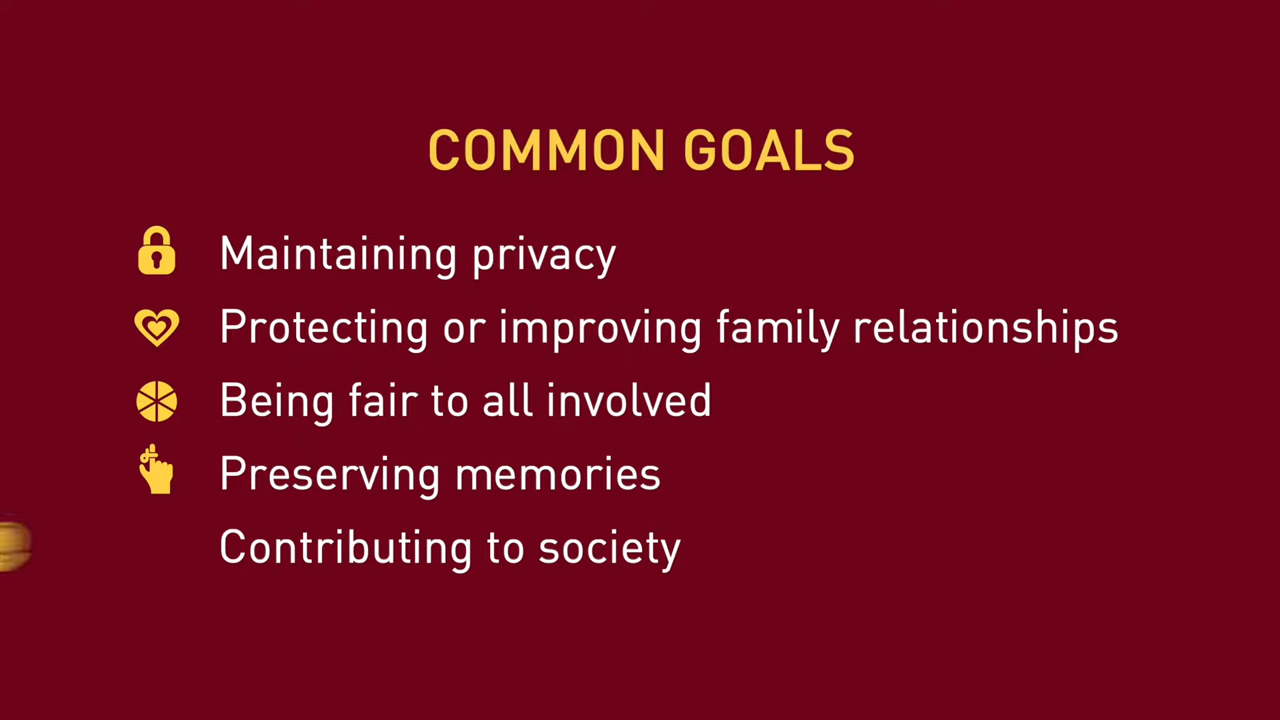 COMMON GOALS
Maintaining privacy
Protecting or improving family relationships
Being fair to all involved
Preserving memories
Contributing to society